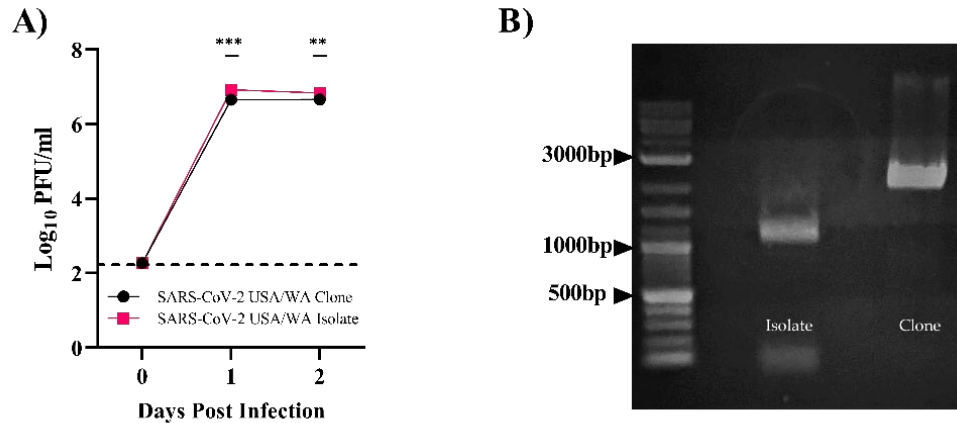 A)
B)
***
**
8
6
4
2
0
Log10 PFU/ml
SARS-CoV-2 USA/WA Clone
SARS-CoV-2 USA/WA Isolate
0 1 2
Days Post Infection
3000bp
1000bp
500bp
Isolate
Clone